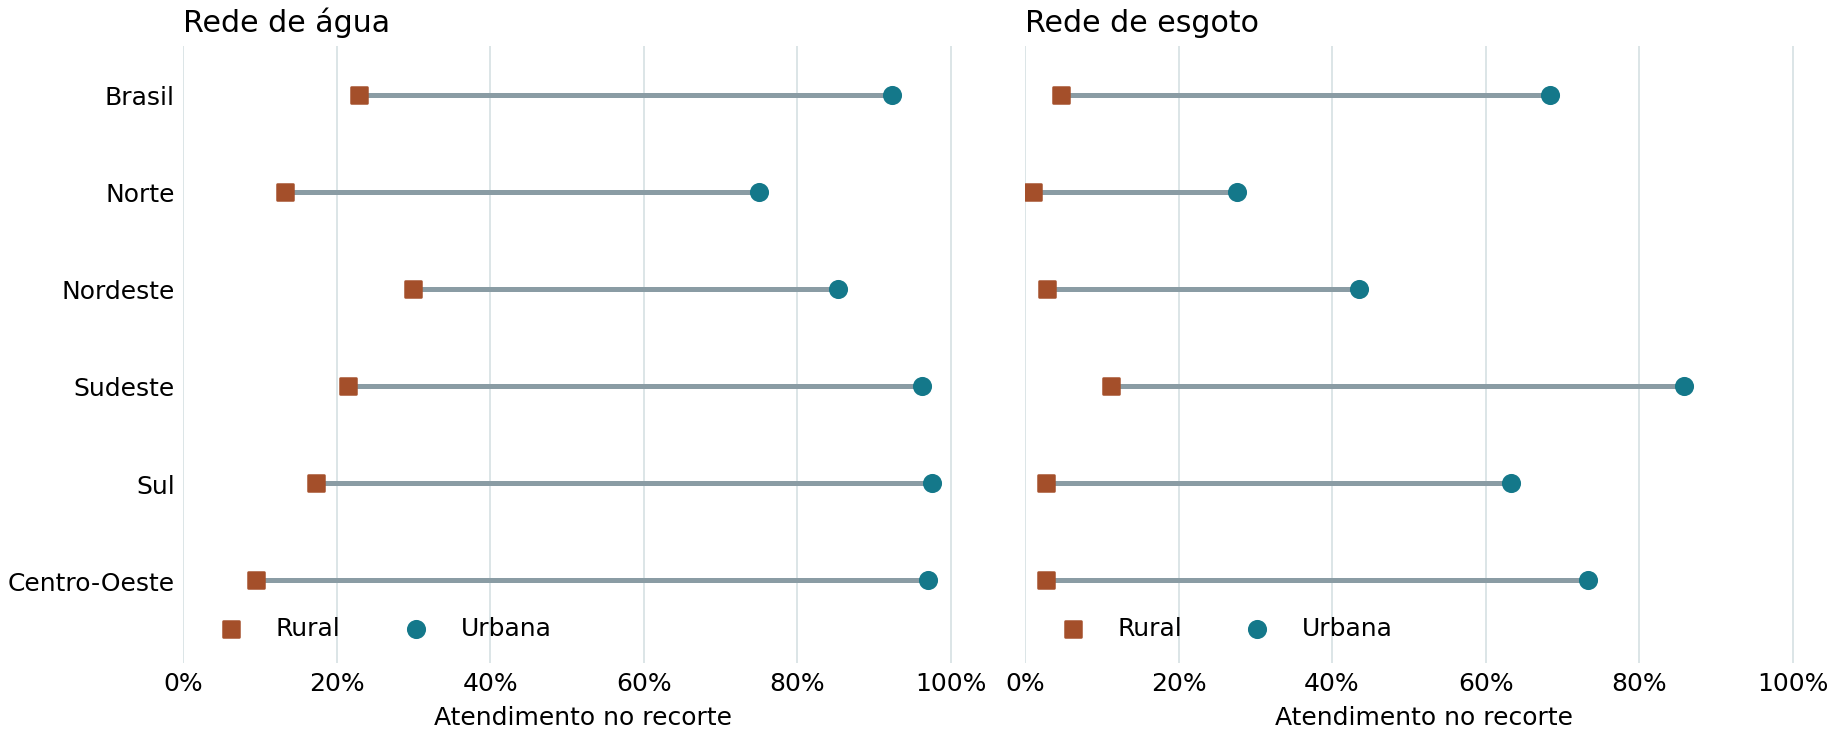 Rede de água
Rede de esgoto
Brasil
Norte
Nordeste
Sudeste
Sul
Centro-Oeste
Rural Urbana
Rural Urbana
0% 20% 40% 60% 80% 100%
0% 20% 40% 60% 80% 100%
Atendimento no recorte
Atendimento no recorte